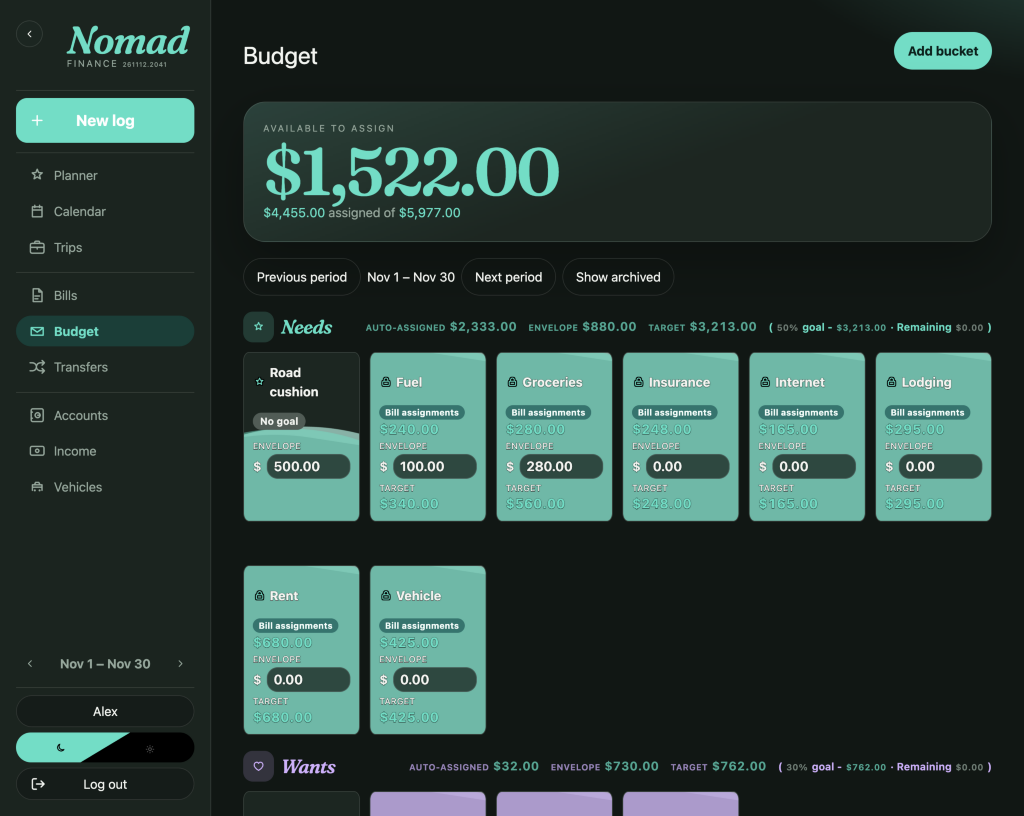 Nomad
FINANCE 261112.2041
New log
Planner
Calendar
Trips
Bills
Budget
Transfers
Accounts
Income
Vehicles
Nov 1 – Nov 30
Alex
Log out
Budget
Add bucket
AVAILABLE TO ASSIGN
$1,522.00
$4,455.00 assigned of $5,977.00
Previous period Nov 1 – Nov 30 Next period Show archived
Needs AUTO-ASSIGNED $2,333.00 ENVELOPE $880.00 TARGET $3,213.00 ( 50% goal - $3,213.00 · Remaining $0.00 )
Road cushion
No goal
ENVELOPE
$ 500.00
Fuel
Bill assignments
$240.00
ENVELOPE
$ 100.00
TARGET
$340.00
Groceries
Bill assignments
$280.00
ENVELOPE
$ 280.00
TARGET
$560.00
Insurance
Bill assignments
$248.00
ENVELOPE
$ 0.00
TARGET
$248.00
Internet
Bill assignments
$165.00
ENVELOPE
$ 0.00
TARGET
$165.00
Lodging
Bill assignments
$295.00
ENVELOPE
$ 0.00
TARGET
$295.00
Rent
Bill assignments
$680.00
ENVELOPE
$ 0.00
TARGET
$680.00
Vehicle
Bill assignments
$425.00
ENVELOPE
$ 0.00
TARGET
$425.00
Wants AUTO-ASSIGNED $32.00 ENVELOPE $730.00 TARGET $762.00 ( 30% goal - $762.00 · Remaining $0.00 )